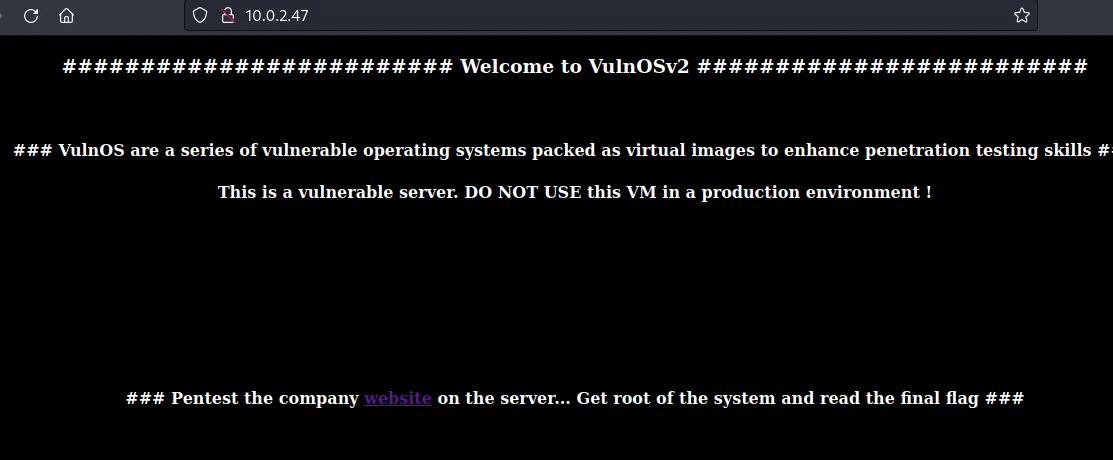 10.0.2.47
######################### Welcome to VulnOSv2 #########################
### VulnOS are a series of vulnerable operating systems packed as virtual images to enhance penetration testing skills ##
This is a vulnerable server. DO NOT USE this VM in a production environment !
### Pentest the company website on the server... Get root of the system and read the final flag ###